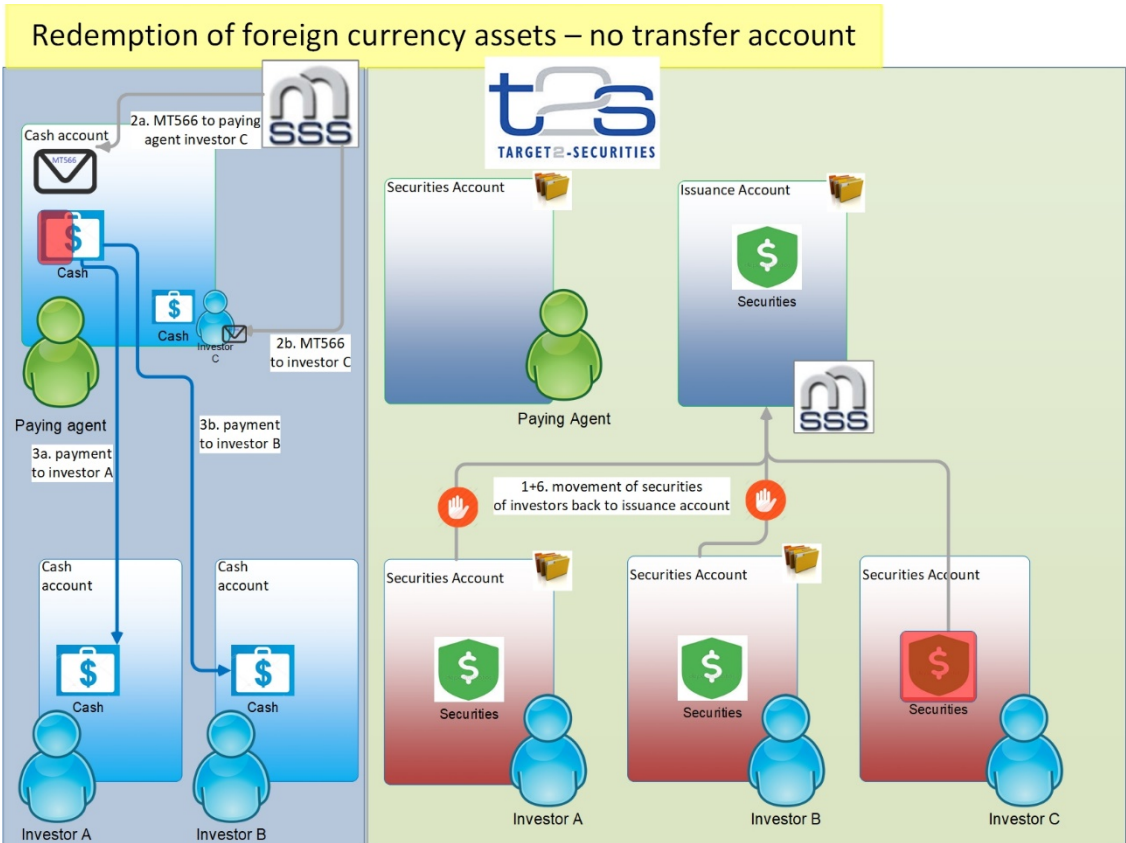 Redemption of foreign currency assets – no transfer account
SSS
t2s
TARGET2-SECURITIES
2a. MT566 to paying
agent investor C
Cash account
MT566
Cash
Cash
Investor
C
2b. MT566
to investor C
Paying agent
3a. payment
to investor A
3b. payment
to investor B
Cash
account
Cash
Investor A
Cash
account
Cash
Investor B
Securities Account
Paying Agent
Issuance Account
Securities
SSS
1+6. movement of securities
of investors back to issuance account
Securities Account
Securities
Investor A
Securities Account
Securities
Investor B
Securities Account
Securities
Investor C